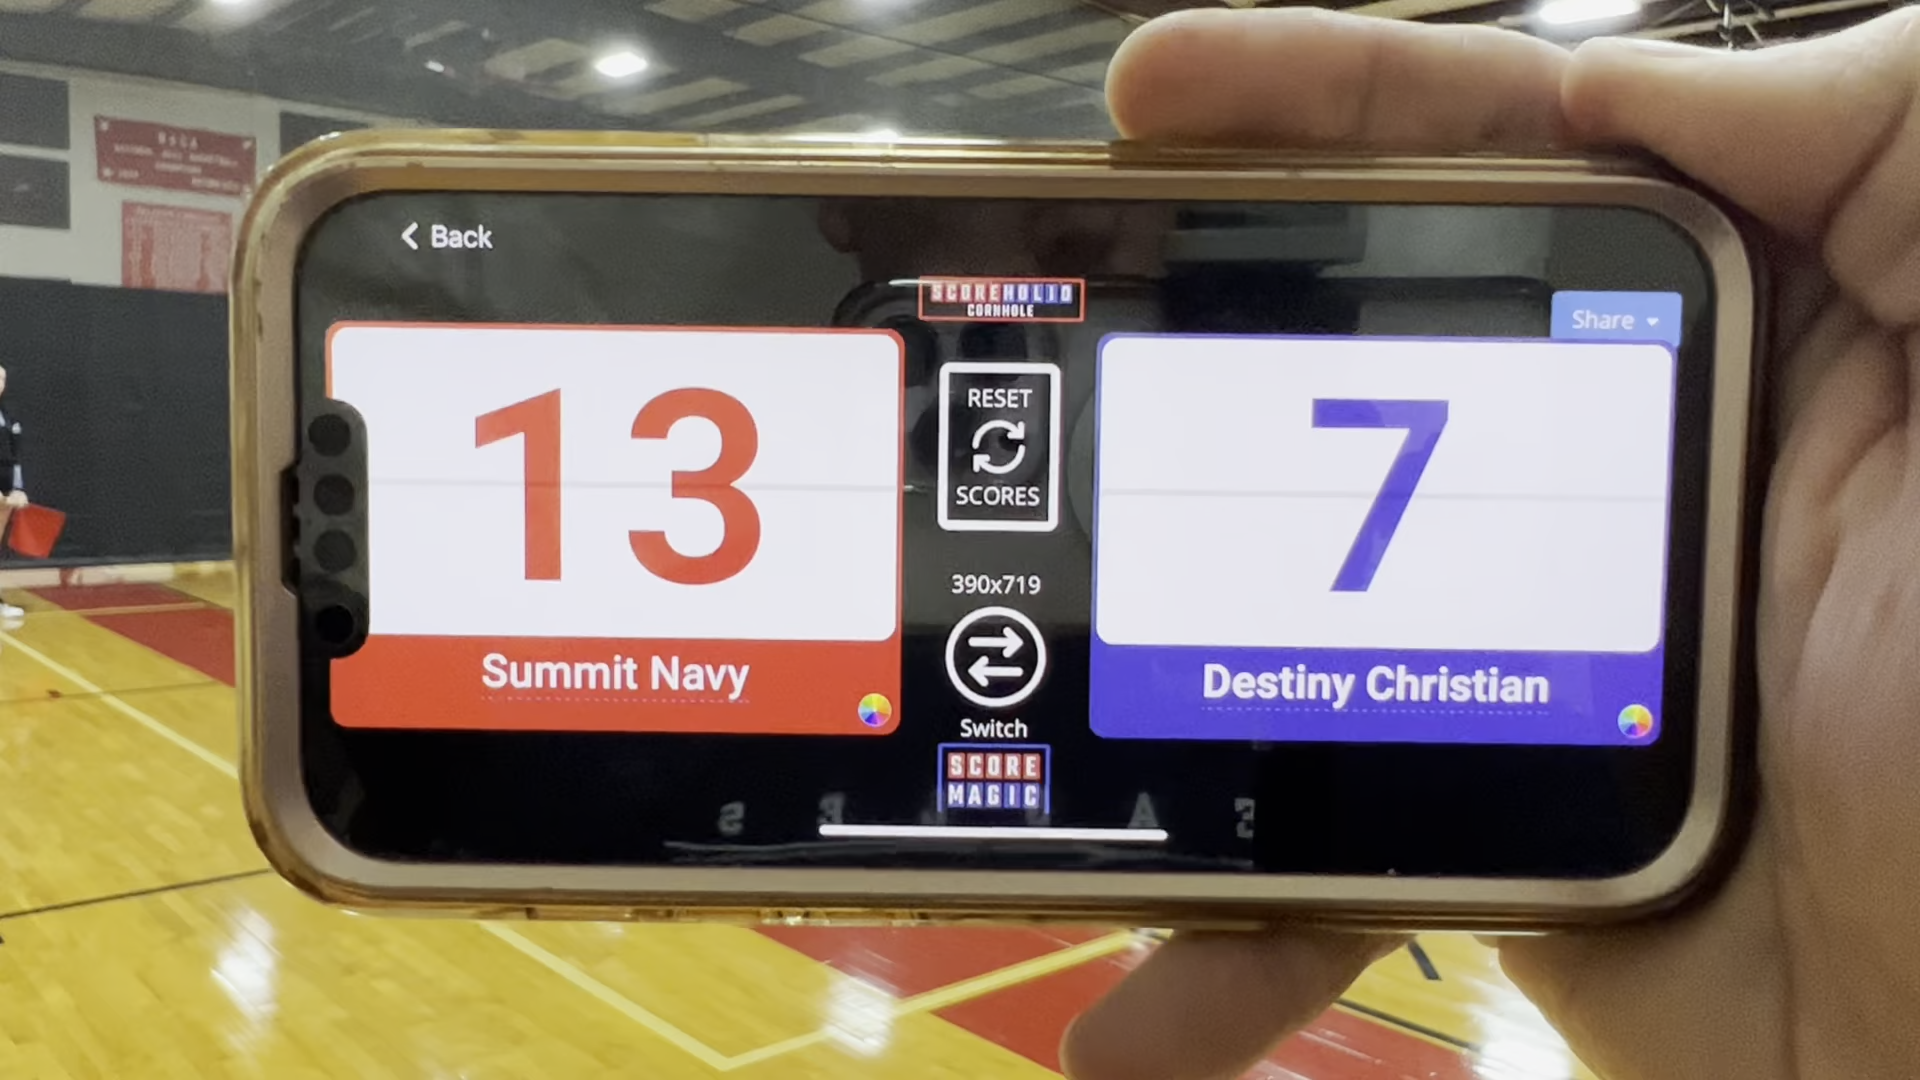 Back
SCOREHOLIO
CORNHOLE
Share
13
RESET
SCORES
7
390x719
Summit Navy
Destiny Christian
Switch
SCORE
MAGIC